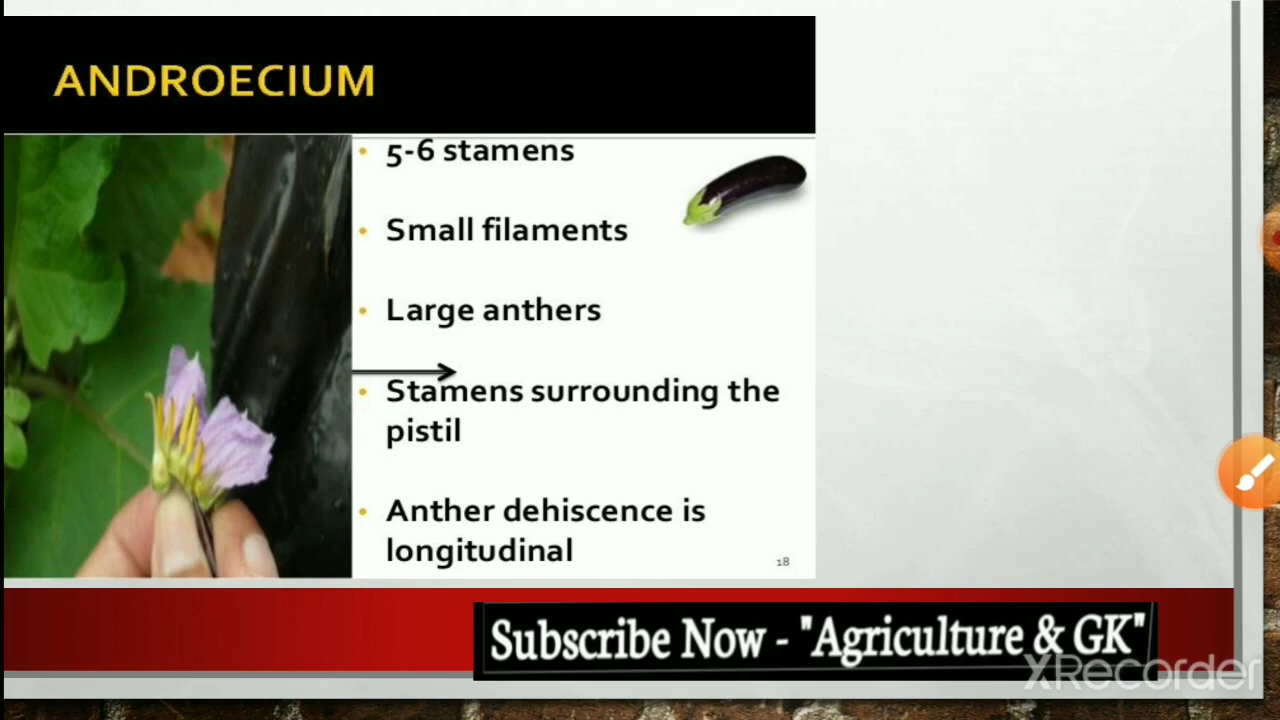 ANDROECIUM
• 5-6 stamens
• Small filaments
• Large anthers
• Stamens surrounding the
pistil
• Anther dehiscence is
longitudinal
18
Subscribe Now - "Agriculture & GK"
XRecorder